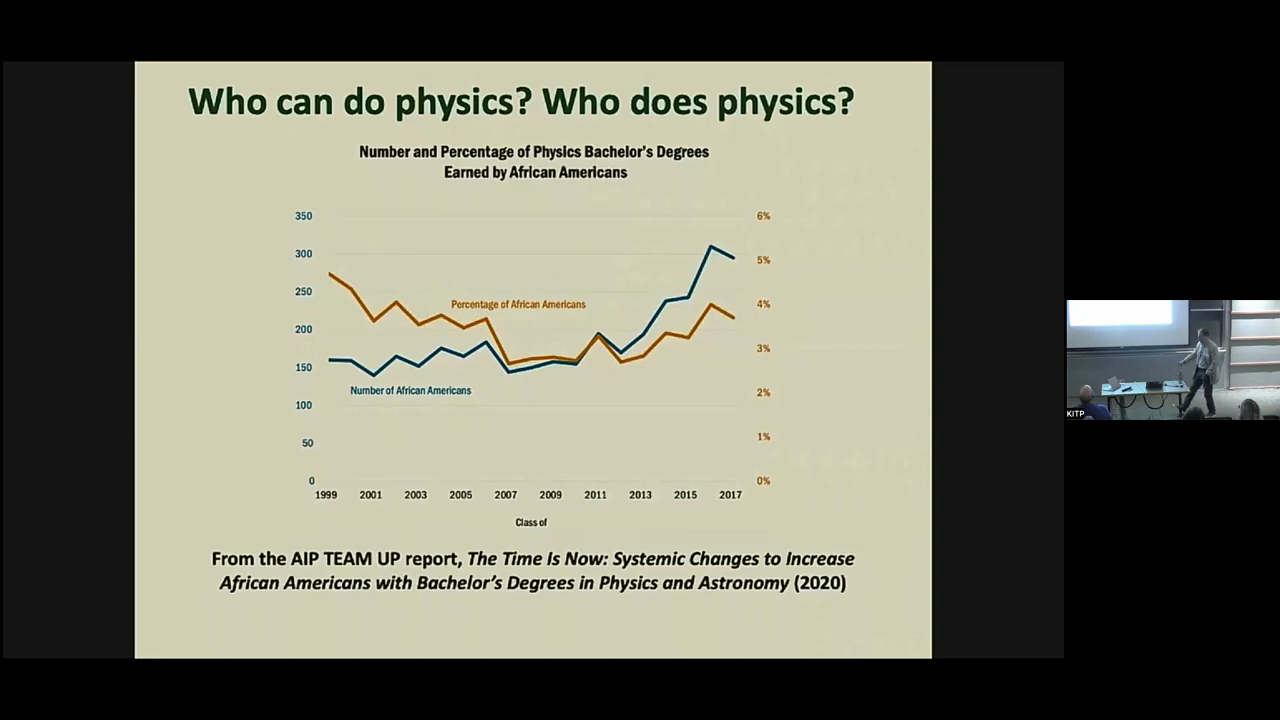 Who can do physics? Who does physics?
Number and Percentage of Physics Bachelor's Degrees
Earned by African Americans
350
300
250
200
150
100
50
0
6%
5%
4%
3%
2%
1%
0%
Percentage of African Americans
Number of African Americans
1999 2001 2003 2005 2007 2009 2011 2013 2015 2017
Class of
From the AIP TEAM UP report, The Time Is Now: Systemic Changes to Increase
African Americans with Bachelor's Degrees in Physics and Astronomy (2020)
KITP